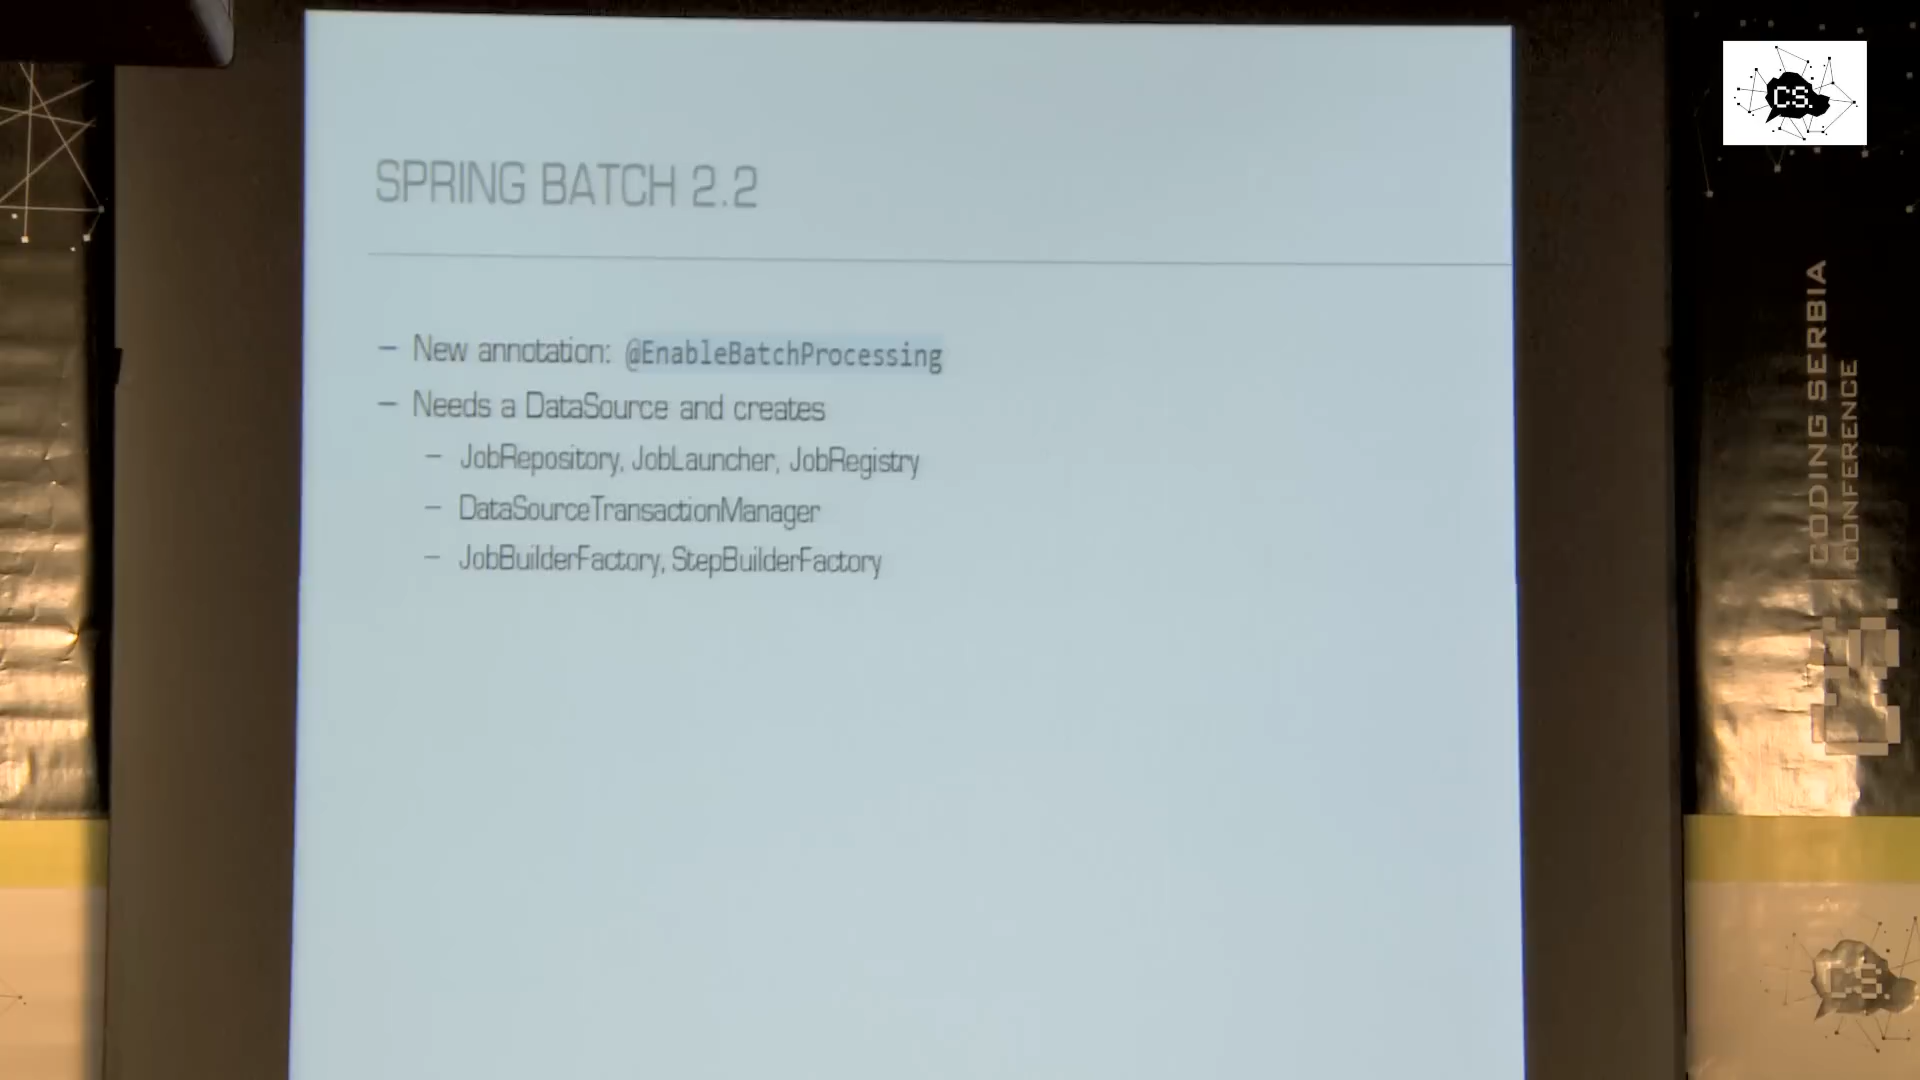 SPRING BATCH 2.2
– New annotation: @EnableBatchProcessing
– Needs a DataSource and creates
– JobRepository, JobLauncher, JobRegistry
– DataSourceTransactionManager
– JobBuilderFactory, StepBuilderFactory
CS.
CODING SERBIA
CONFERENCE
CS.